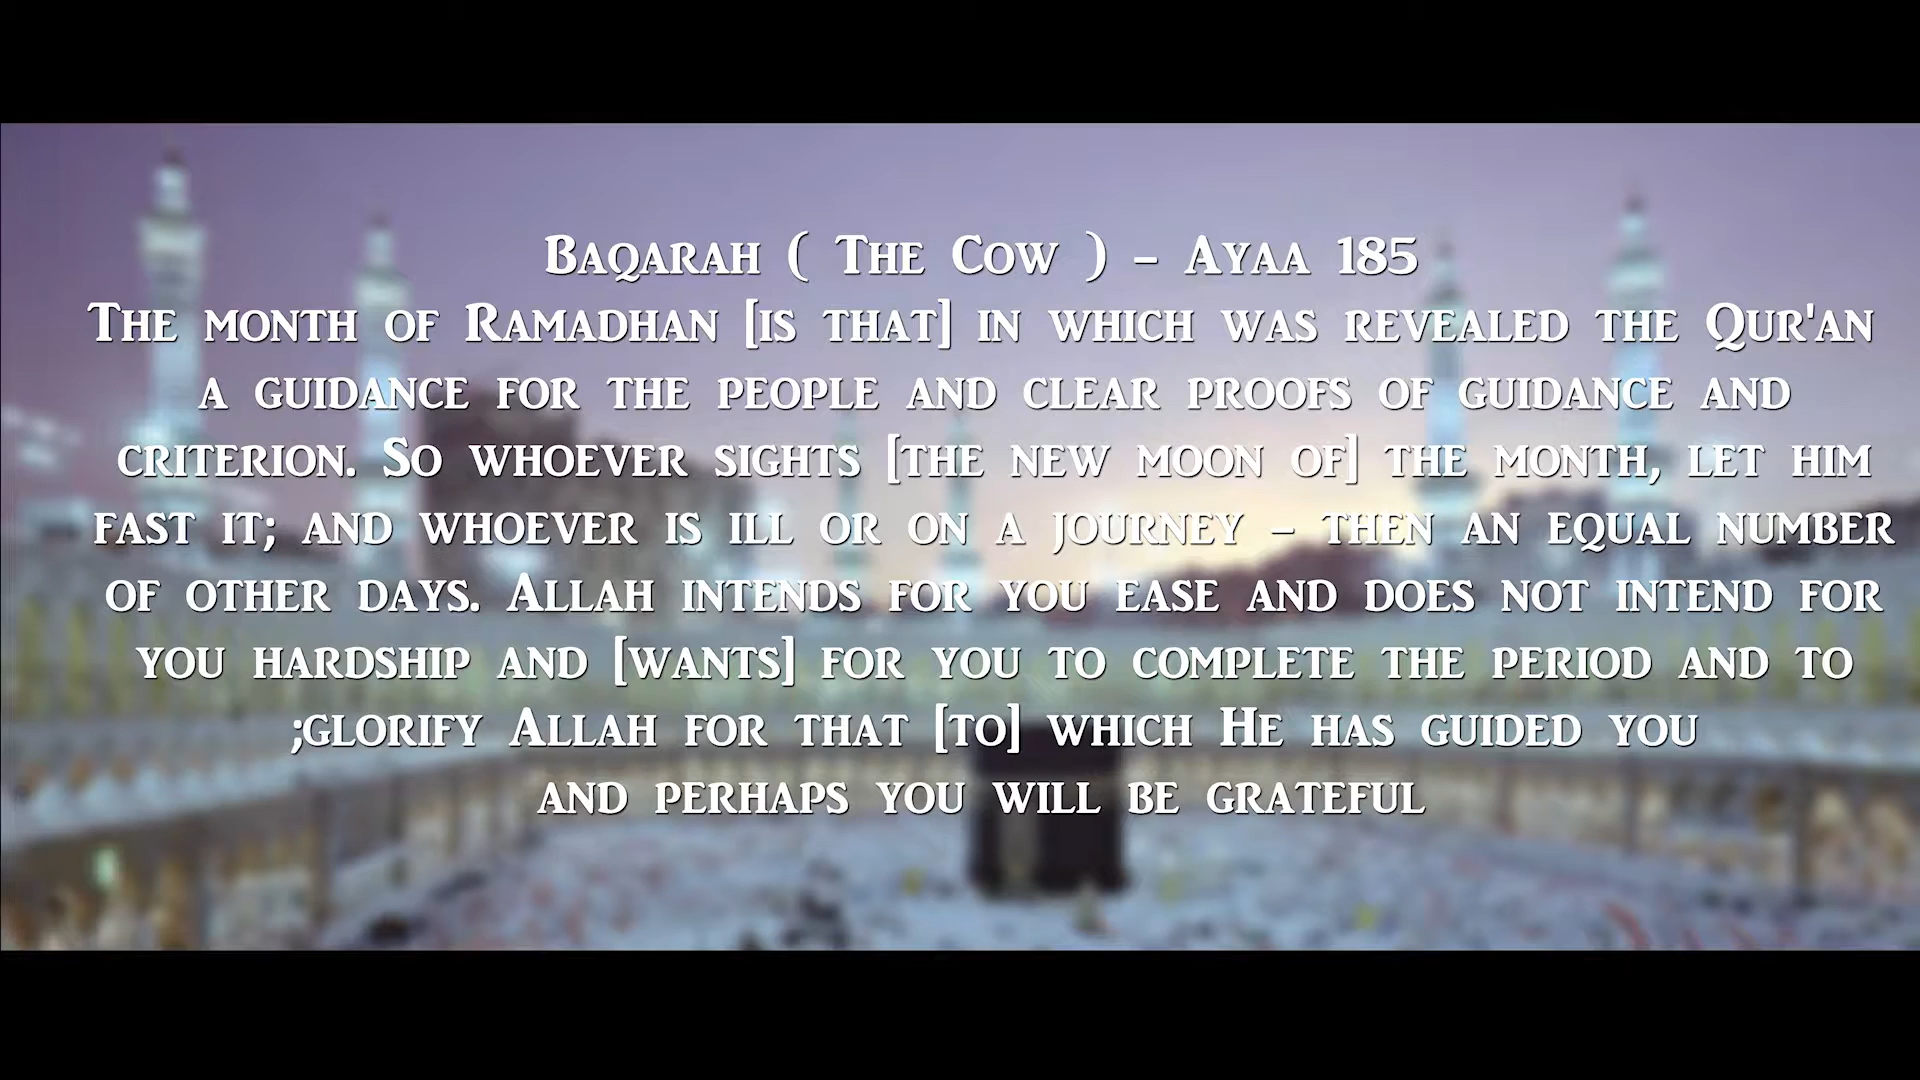 Baqarah ( The Cow ) – Ayaa 185
The month of Ramadhan [is that] in which was revealed the Qur'an
a guidance for the people and clear proofs of guidance and
criterion. So whoever sights [the new moon of] the month, let him
fast it; and whoever is ill or on a journey – then an equal number
of other days. Allah intends for you ease and does not intend for
you hardship and [wants] for you to complete the period and to
;glorify Allah for that [to] which He has guided you
and perhaps you will be grateful